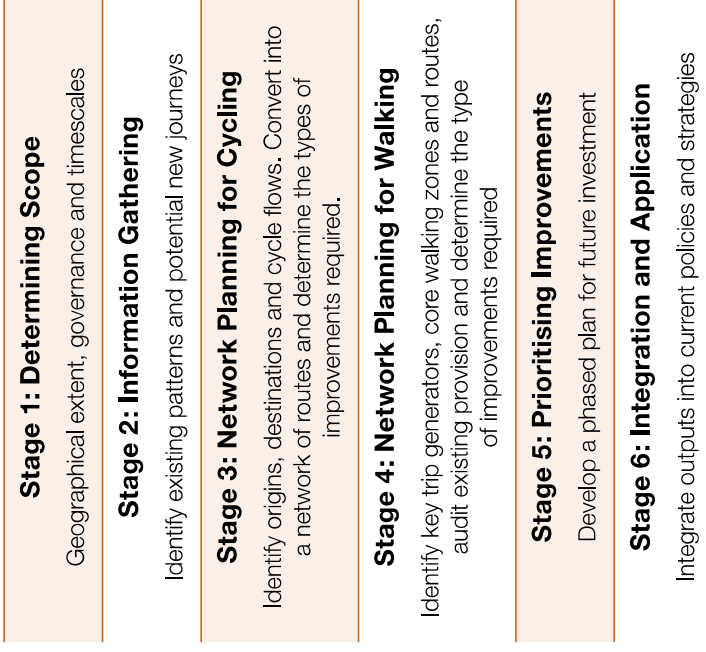 Stage 1: Determining Scope
Geographical extent, governance and timescales
Stage 2: Information Gathering
Identify existing patterns and potential new journeys
Stage 3: Network Planning for Cycling
Identify origins, destinations and cycle flows. Convert into
a network of routes and determine the types of
improvements required.
Stage 4: Network Planning for Walking
Identify key trip generators, core walking zones and routes,
audit existing provision and determine the type
of improvements required
Stage 5: Prioritising Improvements
Develop a phased plan for future investment
Stage 6: Integration and Application
Integrate outputs into current policies and strategies